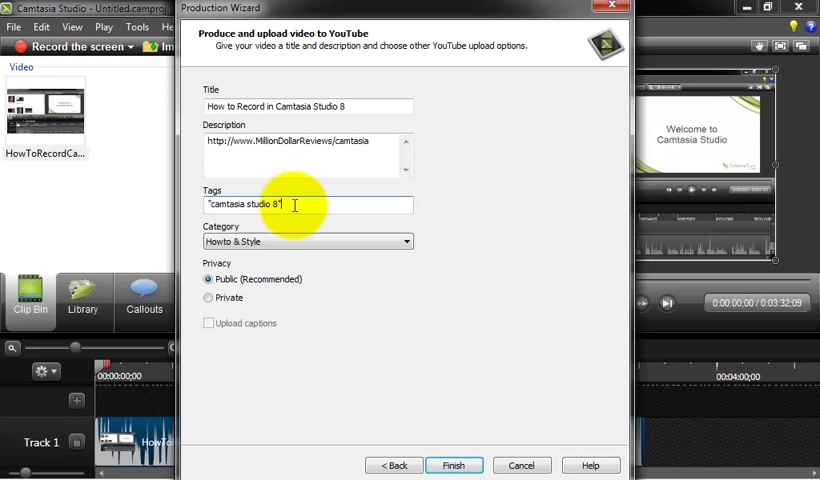 Camtasia Studio - Untitled.camproj
Production Wizard
File Edit View Play Tools
Record the screen
Video
HowToRecordCa...
Produce and upload video to YouTube
Give your video a title and description and choose other YouTube upload options.
Title
How to Record in Camtasia Studio 8
Description
http://www.MillionDollarReviews/camtasia
Tags
"camtasia studio 8"
Category
Howto & Style
Privacy
Public (Recommended)
Private
Upload captions
Welcome to
Camtasia Studio
Clip Bin
Library
Callouts
0:00:00;00 / 0:03:32;09
00:00:00;00
00:04:00;00
Track 1
HowTo
< Back
Finish
Cancel
Help